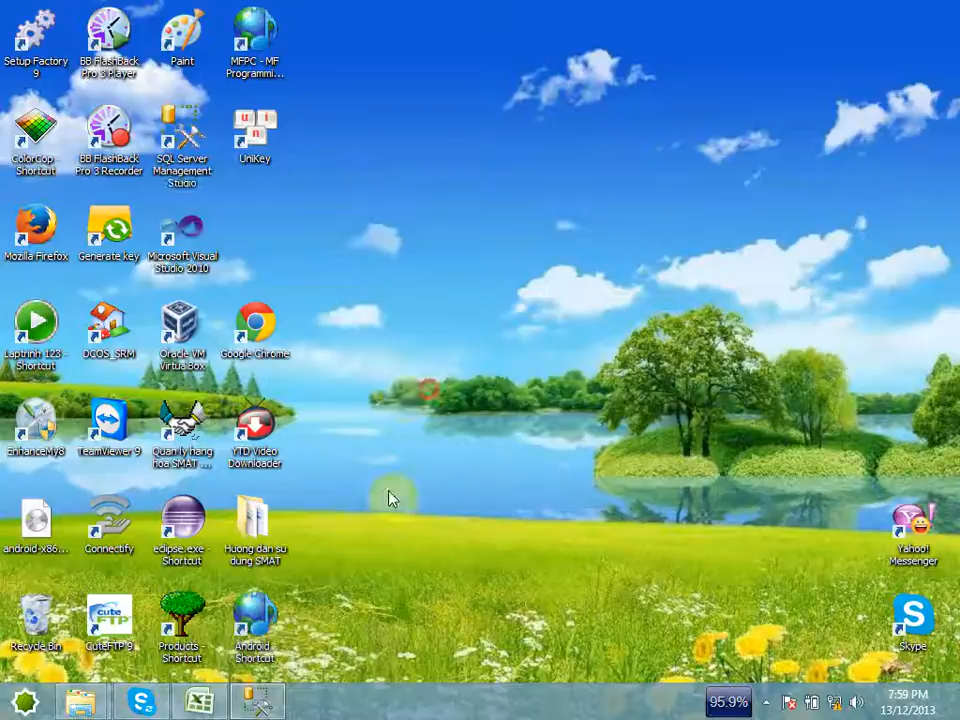 Setup Factory
9
BB FlashBack
Pro 3 Player
Paint
MFPC - MF
Programmi...
ColorCop -
Shortcut
BB FlashBack
Pro 3 Recorder
SQL Server
Management
Studio
u i
n
UniKey
Mozilla Firefox
Generate key
Microsoft Visual
Studio 2010
Laptrinh 123 -
Shortcut
DCOS_SRM
Oracle VM
VirtualBox
Google Chrome
EnhanceMy8
TeamViewer 9
Quan ly hang
hoa SMAT ...
YTD Video
Downloader
android-x86...
Connectify
eclipse.exe -
Shortcut
Huong dan su
dung SMAT
Yahoo!
Messenger
Recycle Bin
cute
FTP
CuteFTP 9
Products -
Shortcut
Android
Shortcut
Skype
95.9%
7:59 PM
13/12/2013